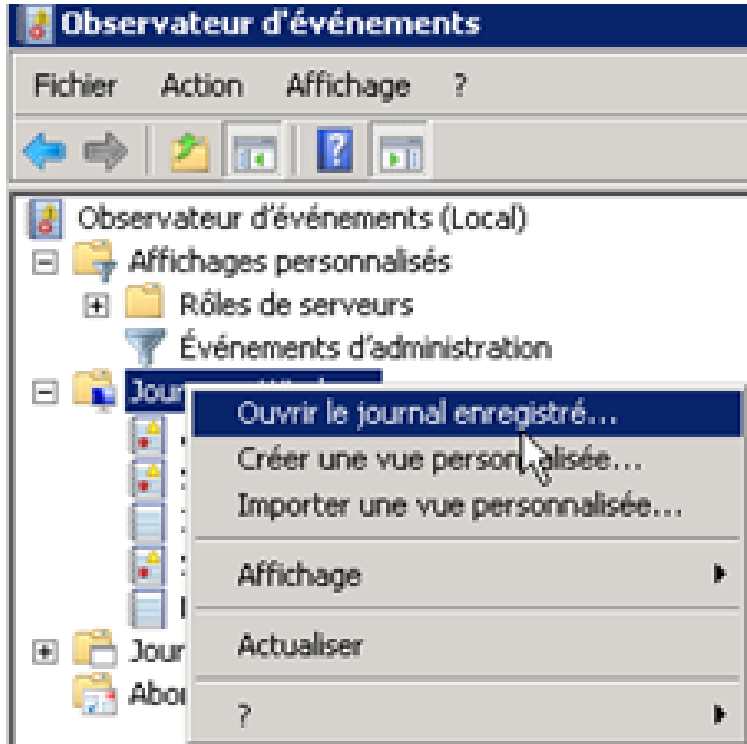 Observateur d'événements
Fichier Action Affichage ?
Observateur d'événements (Local)
Affichages personnalisés
Rôles de serveurs
Événements d'administration
Ouvrir le journal enregistré...
Créer une vue personnalisée...
Importer une vue personnalisée...
Affichage
Actualiser
?